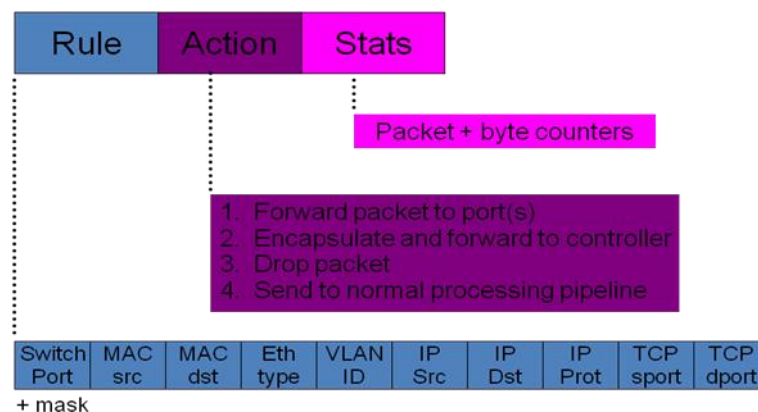 Rule Action Stats
Packet + byte counters
1. Forward packet to port(s)
2. Encapsulate and forward to controller
3. Drop packet
4. Send to normal processing pipeline
Switch MAC MAC Eth VLAN IP IP IP TCP TCP
Port src dst type ID Src Dst Prot sport dport
+ mask